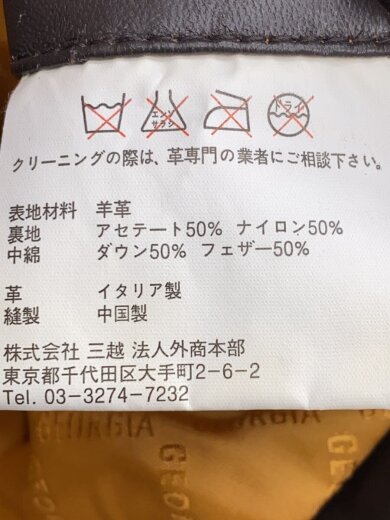 エンソ
サラシ
ドライ
クリーニングの際は、革専門の業者にご相談下さい。
表地材料 羊革
裏地 アセテート50% ナイロン50%
中綿 ダウン50% フェザー50%
革 イタリア製
縫製 中国製
株式会社 三越 法人外商本部
東京都千代田区大手町2-6-2
Tel. 03-3274-7232
GEORGIA